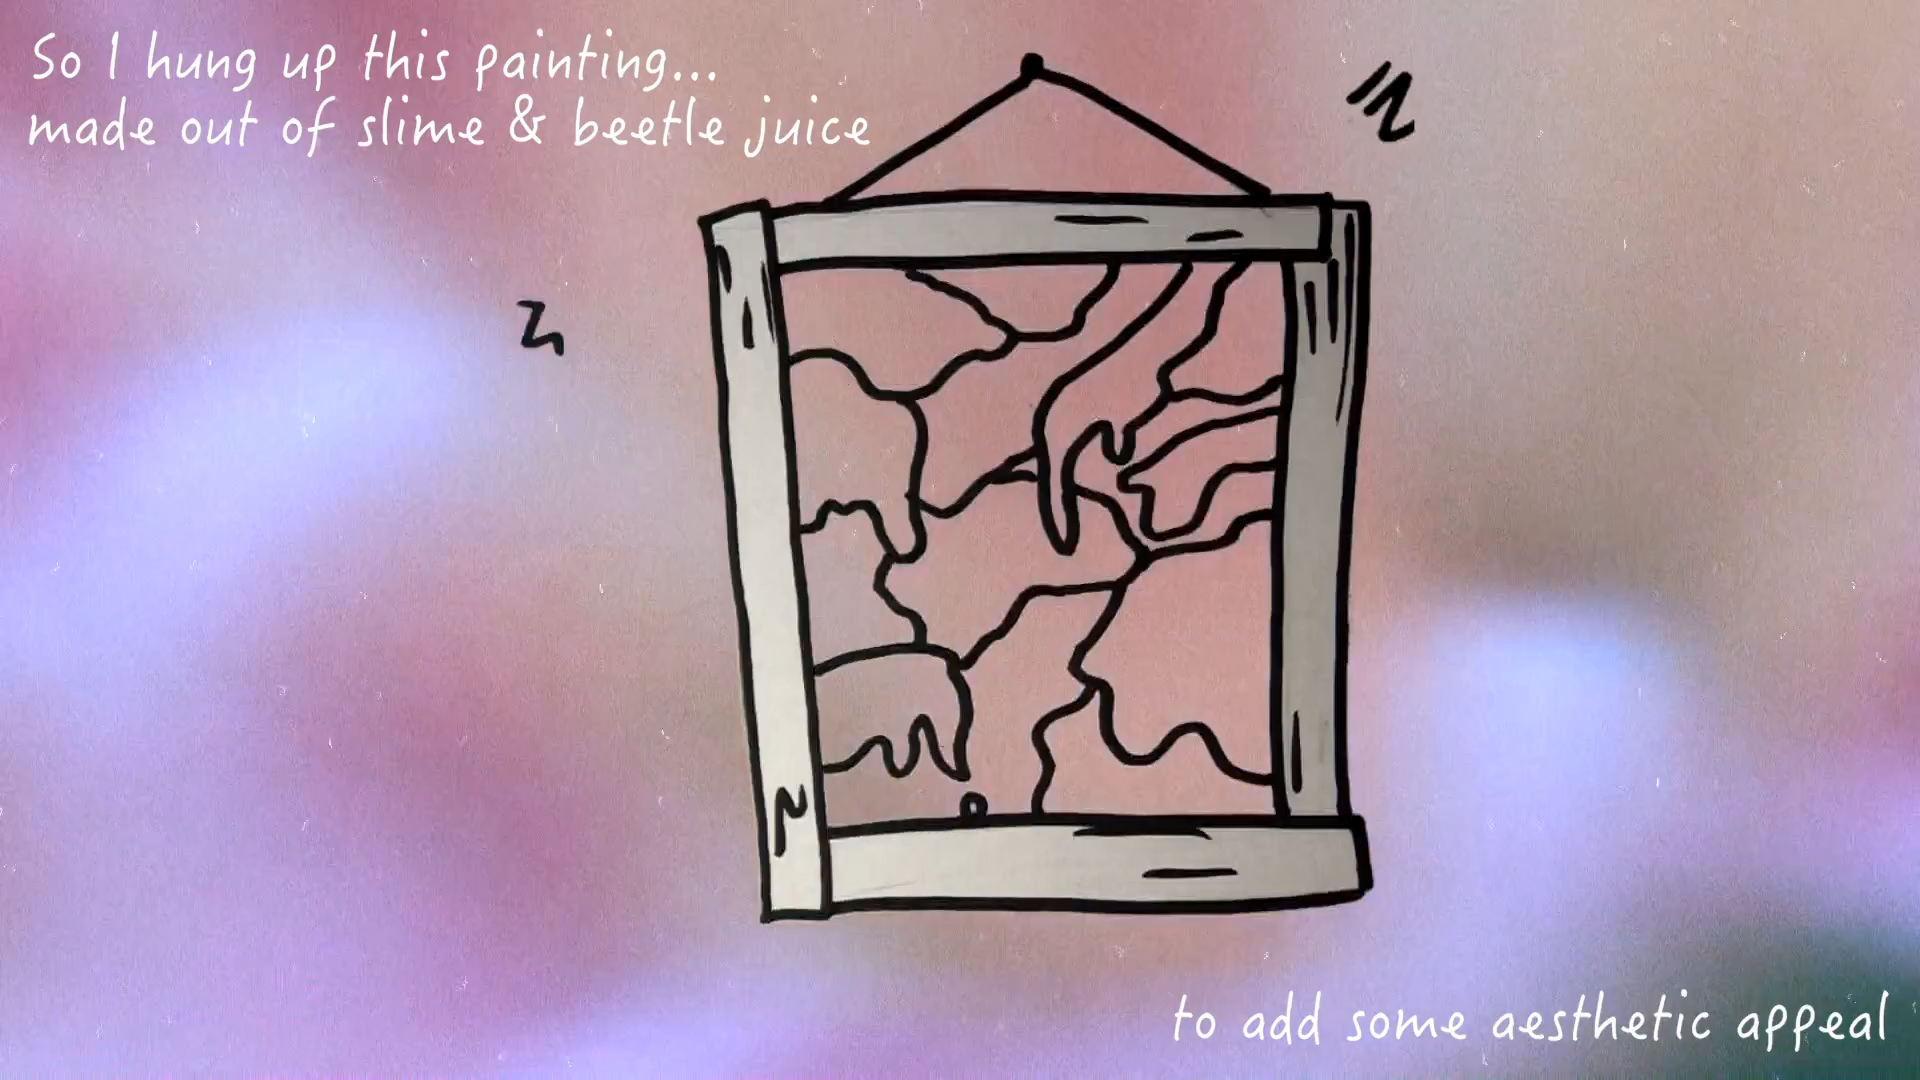 So I hung up this painting...
made out of slime & beetle juice
to add some aesthetic appeal